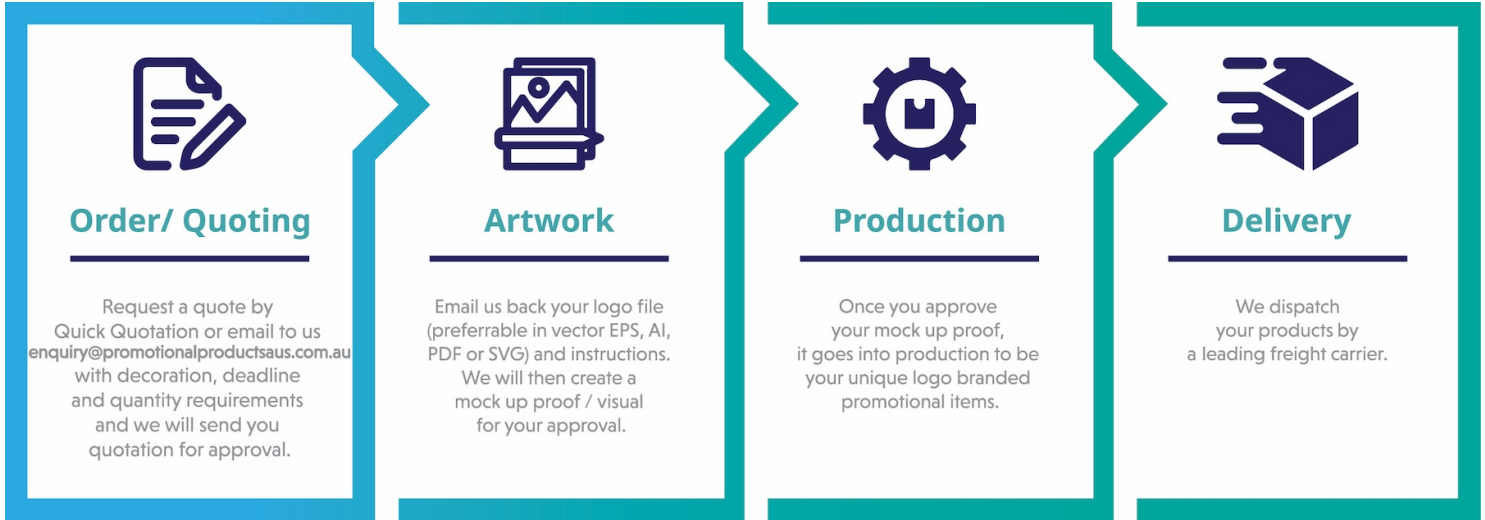 Order/ Quoting
Request a quote by
Quick Quotation or email to us
enquiry@promotionalproductsaus.com.au
with decoration, deadline
and quantity requirements
and we will send you
quotation for approval.
Artwork
Email us back your logo file
(preferrable in vector EPS, AI,
PDF or SVG) and instructions.
We will then create a
mock up proof / visual
for your approval.
Production
Once you approve
your mock up proof,
it goes into production to be
your unique logo branded
promotional items.
Delivery
We dispatch
your products by
a leading freight carrier.